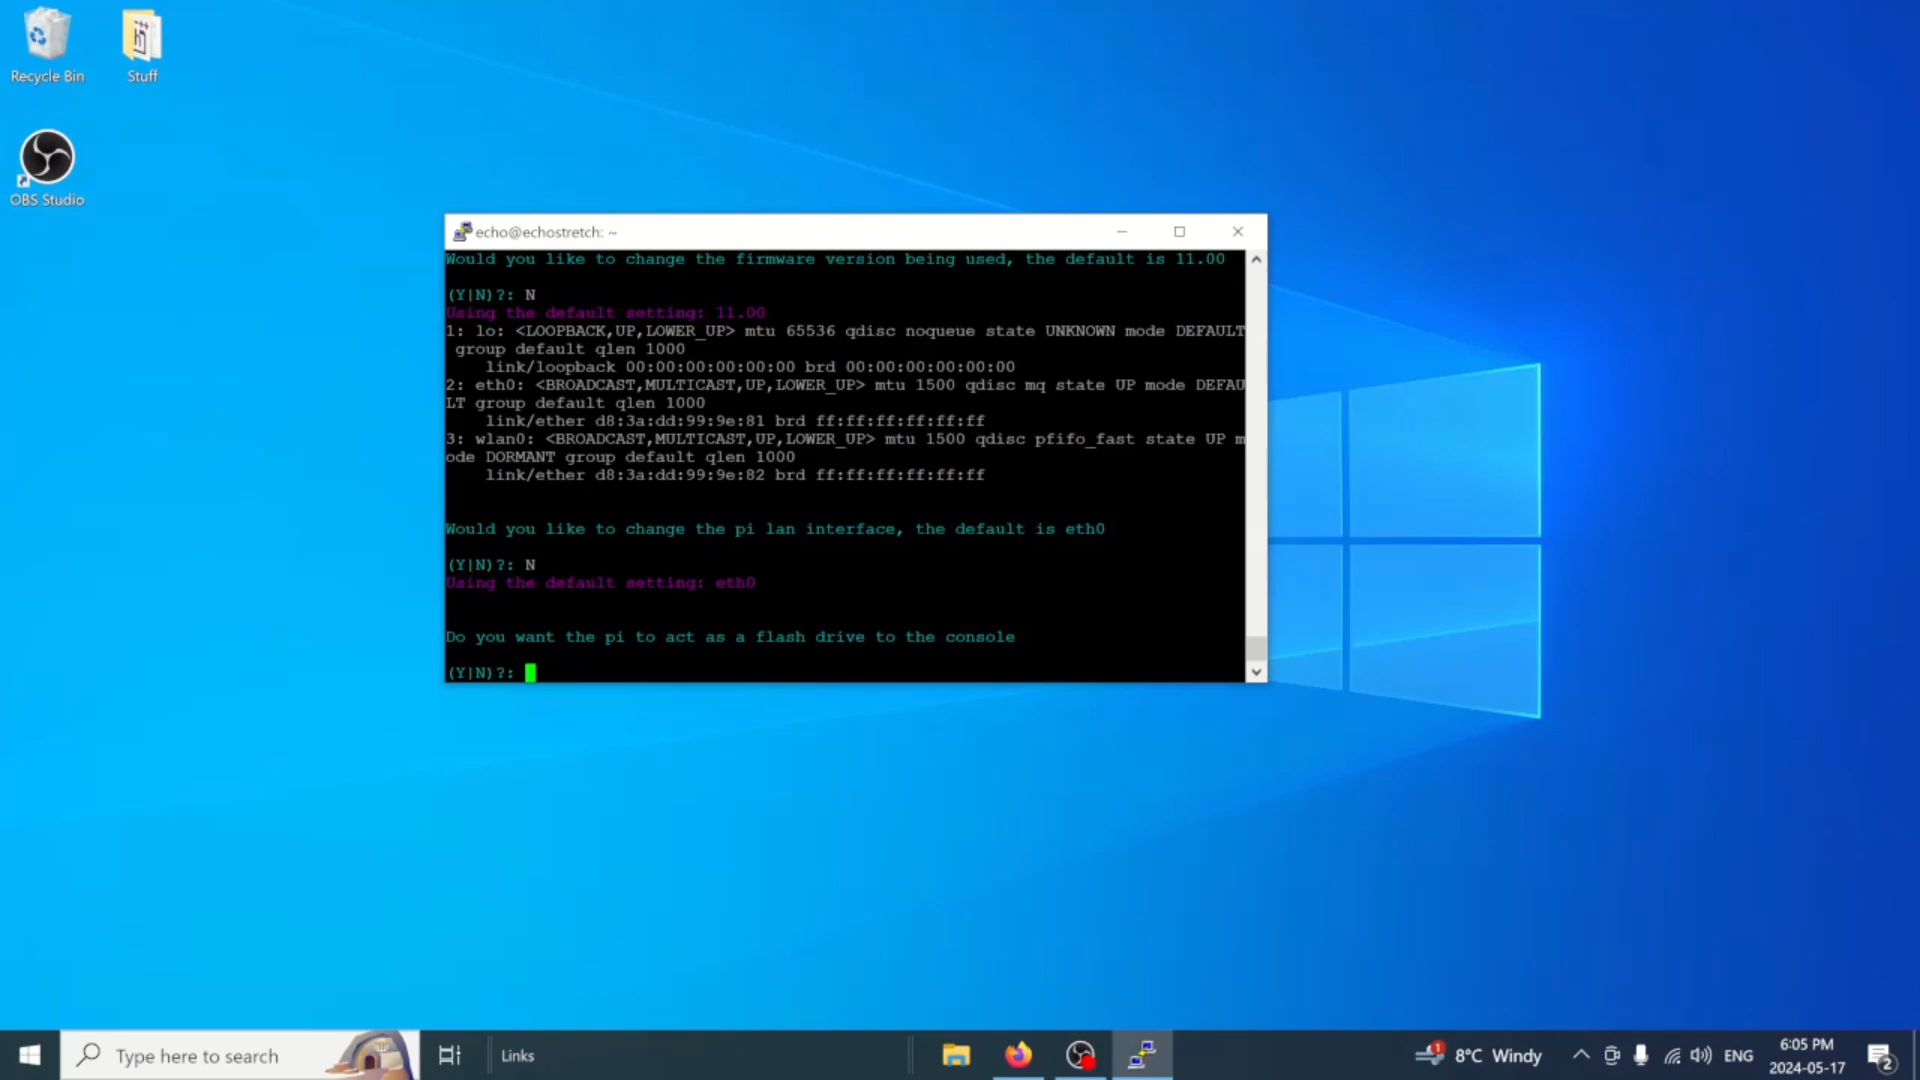 Recycle Bin
Stuff
OBS Studio
echo@echostretch: ~
Would you like to change the firmware version being used, the default is 11.00
(Y|N)?: N
Using the default setting: 11.00
1: lo: <LOOPBACK,UP,LOWER_UP> mtu 65536 qdisc noqueue state UNKNOWN mode DEFAULT
group default qlen 1000
link/loopback 00:00:00:00:00:00 brd 00:00:00:00:00:00
2: eth0: <BROADCAST,MULTICAST,UP,LOWER_UP> mtu 1500 qdisc mq state UP mode DEFAU
LT group default qlen 1000
link/ether d8:3a:dd:99:9e:81 brd ff:ff:ff:ff:ff:ff
3: wlan0: <BROADCAST,MULTICAST,UP,LOWER_UP> mtu 1500 qdisc pfifo_fast state UP m
ode DORMANT group default qlen 1000
link/ether d8:3a:dd:99:9e:82 brd ff:ff:ff:ff:ff:ff
Would you like to change the pi lan interface, the default is eth0
(Y|N)?: N
Using the default setting: eth0
Do you want the pi to act as a flash drive to the console
(Y|N)?:
Type here to search
Links
1
8°C Windy
ENG
6:05 PM
2024-05-17
2